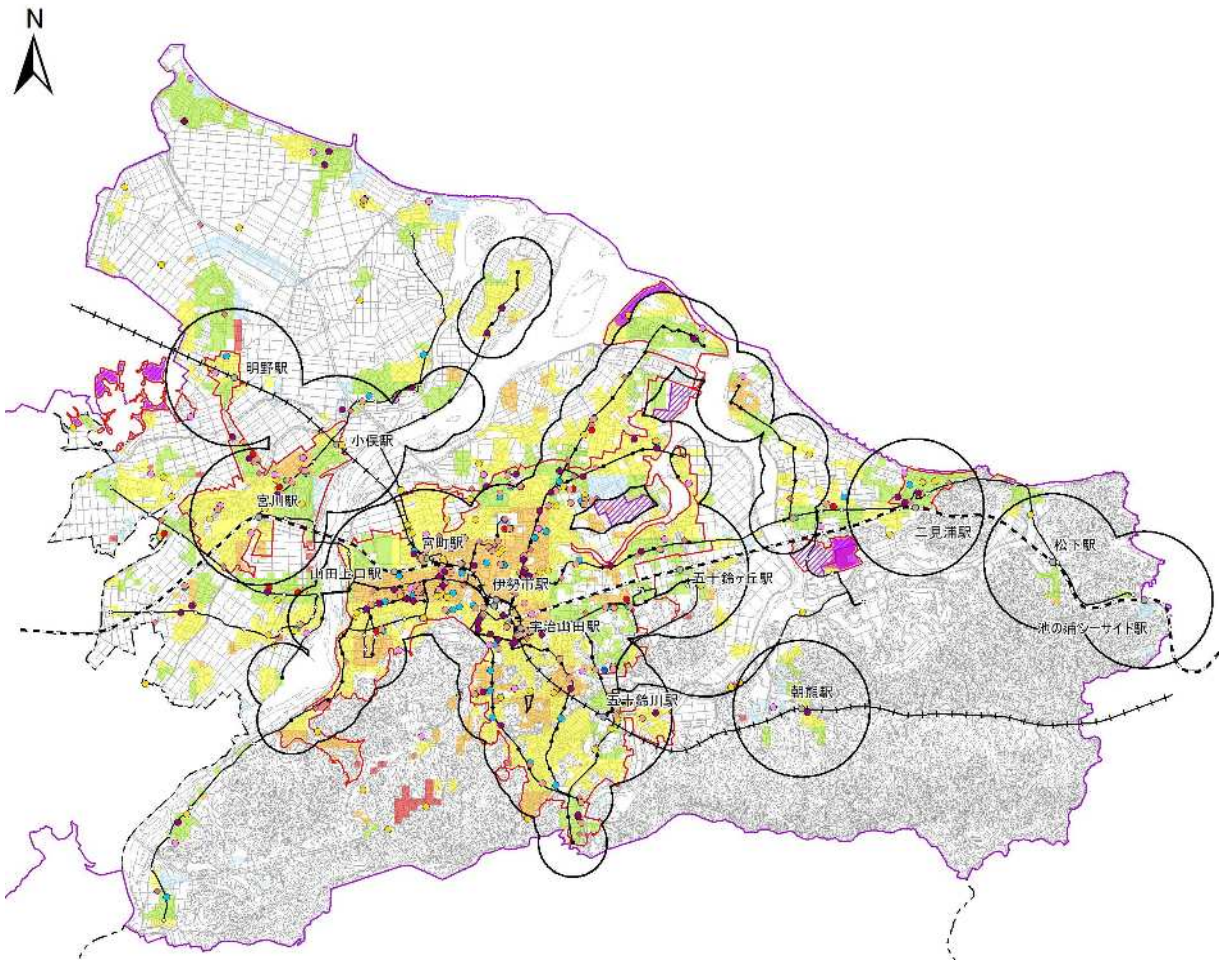 N
明野駅
小俣駅
宮川駅
宮町駅
山田上口駅
伊勢市駅
五十鈴ヶ丘駅
宇治山田駅
二見浦駅
松下駅
池の浦シーサイド駅
五十鈴川駅
朝熊駅